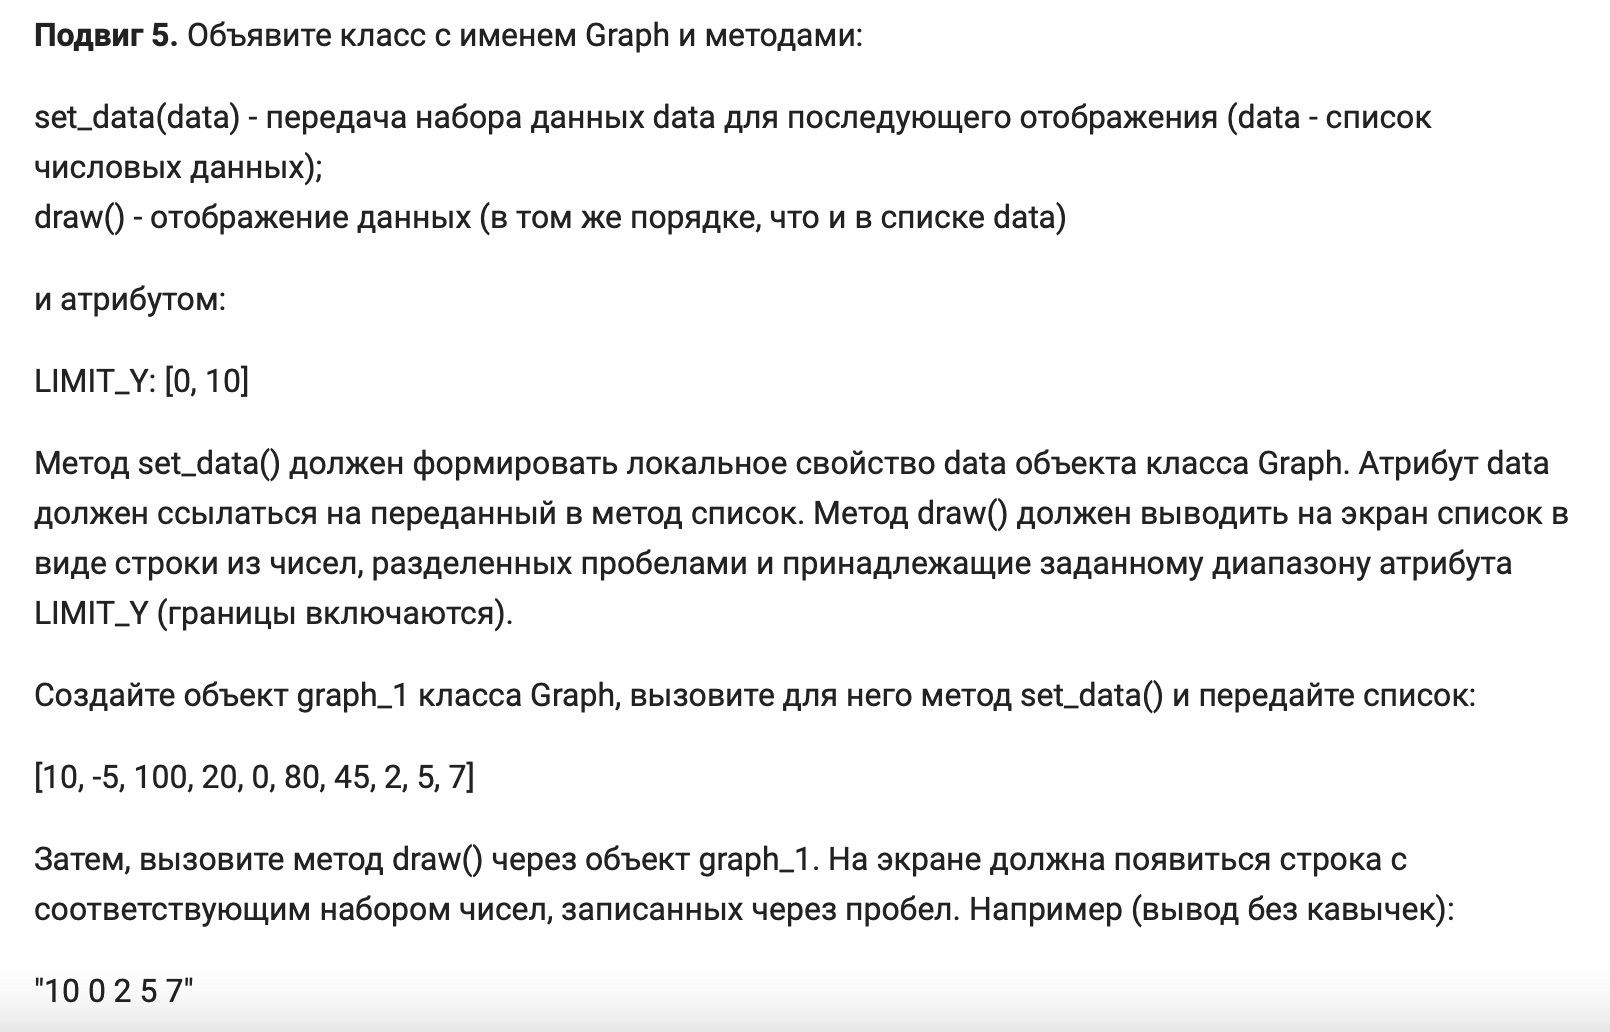 Подвиг 5. Объявите класс с именем Graph и методами:
set_data(data) - передача набора данных data для последующего отображения (data - список
числовых данных);
draw() - отображение данных (в том же порядке, что и в списке data)
и атрибутом:
LIMIT_Y: [0, 10]
Метод set_data() должен формировать локальное свойство data объекта класса Graph. Атрибут data
должен ссылаться на переданный в метод список. Метод draw() должен выводить на экран список в
виде строки из чисел, разделенных пробелами и принадлежащие заданному диапазону атрибута
LIMIT_Y (границы включаются).
Создайте объект graph_1 класса Graph, вызовите для него метод set_data() и передайте список:
[10, -5, 100, 20, 0, 80, 45, 2, 5, 7]
Затем, вызовите метод draw() через объект graph_1. На экране должна появиться строка с
соответствующим набором чисел, записанных через пробел. Например (вывод без кавычек):
"10 0 2 5 7"